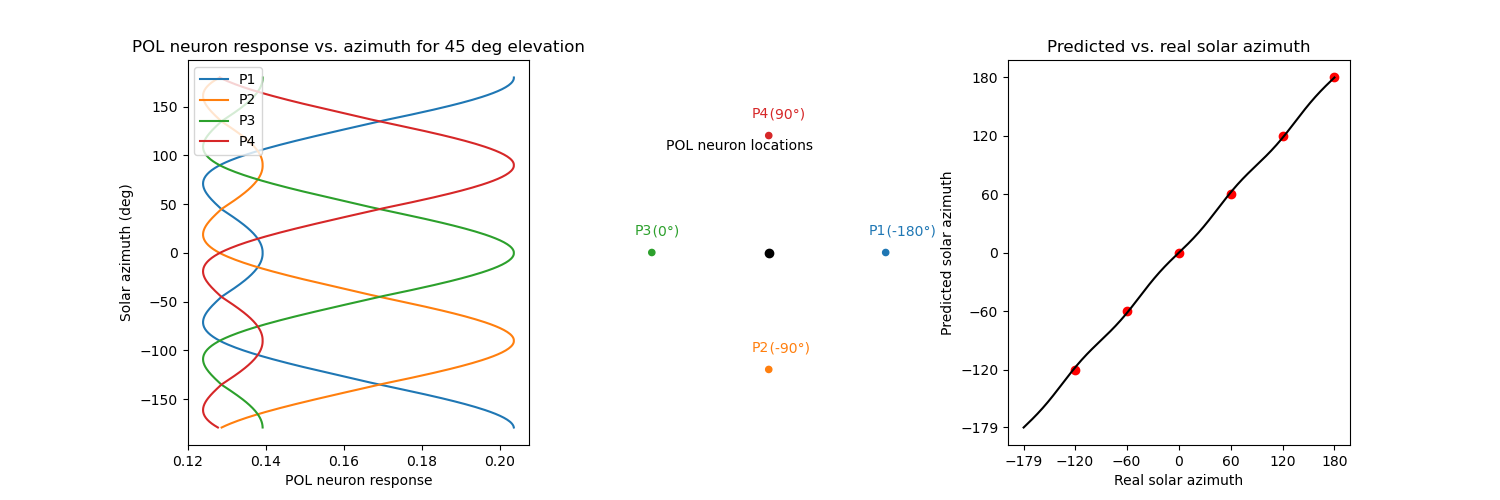 POL neuron response vs. azimuth for 45 deg elevation
P1
P2
P3
P4
150
100
50
0
−50
−100
−150
Solar azimuth (deg)
0.12 0.14 0.16 0.18 0.20
POL neuron response
P4(90°)
POL neuron locations
P3(0°)
P1(-180°)
P2(-90°)
Predicted vs. real solar azimuth
180
120
60
0
−60
−120
−179
Predicted solar azimuth
−179 −120 −60 0 60 120 180
Real solar azimuth